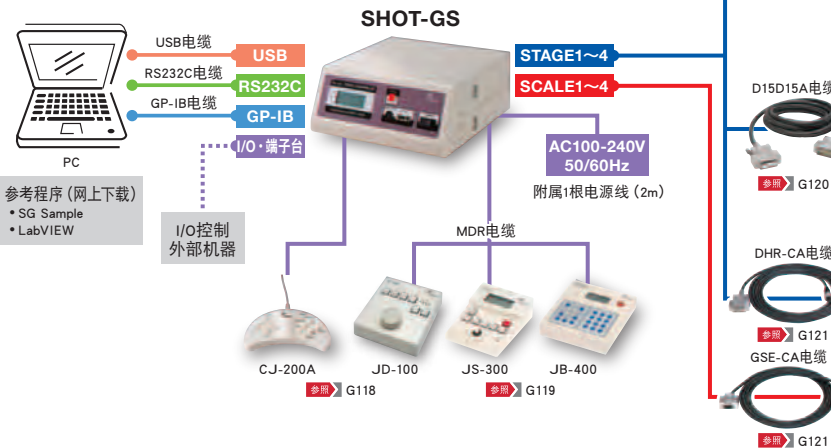 SHOT-GS
USB电缆
USB
RS232C电缆
RS232C
GP-IB电缆
GP-IB
I/O・端子台
PC
参考程序（网上下载）
• SG Sample
• LabVIEW
I/O控制
外部机器
STAGE1～4
SCALE1～4
AC100-240V
50/60Hz
附属1根电源线（2m）
MDR电缆
CJ-200A
JD-100
JS-300
JB-400
参照 G118
参照 G119
D15D15A电缆
参照 G120
DHR-CA电缆
参照 G121
GSE-CA电缆
参照 G121